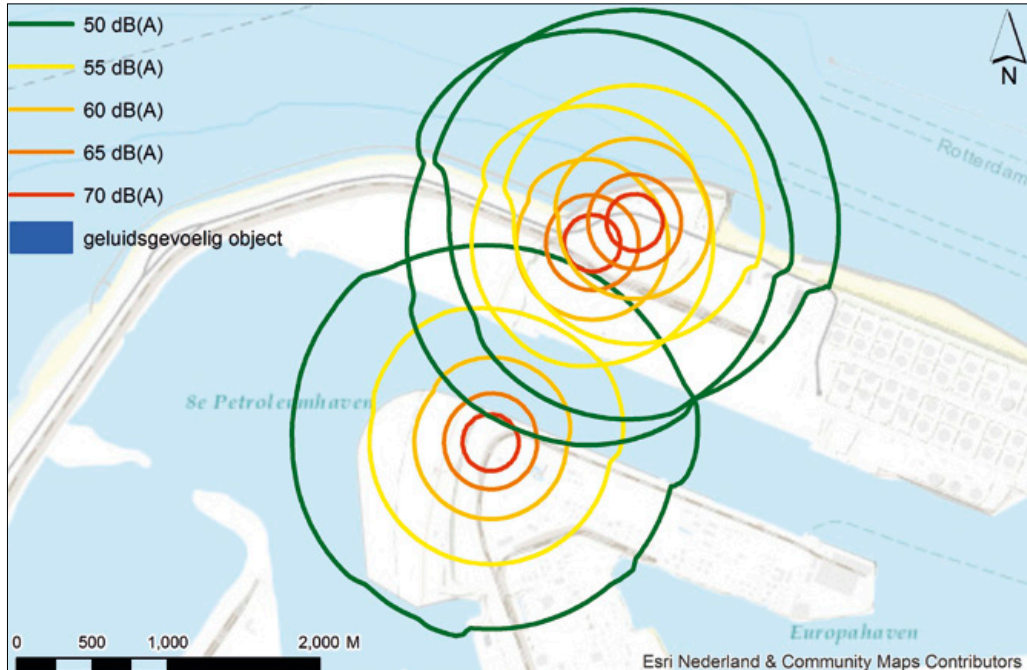 50 dB(A)
55 dB(A)
60 dB(A)
65 dB(A)
70 dB(A)
geluidsgevoelig object
N
Rotterdam
8e Petroleumhaven
Europahaven
0 500 1,000 2,000 M
Esri Nederland & Community Maps Contributors